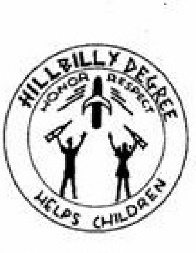 HILLBILLY DEGREE
HONOR RESPECT
HELPS CHILDREN